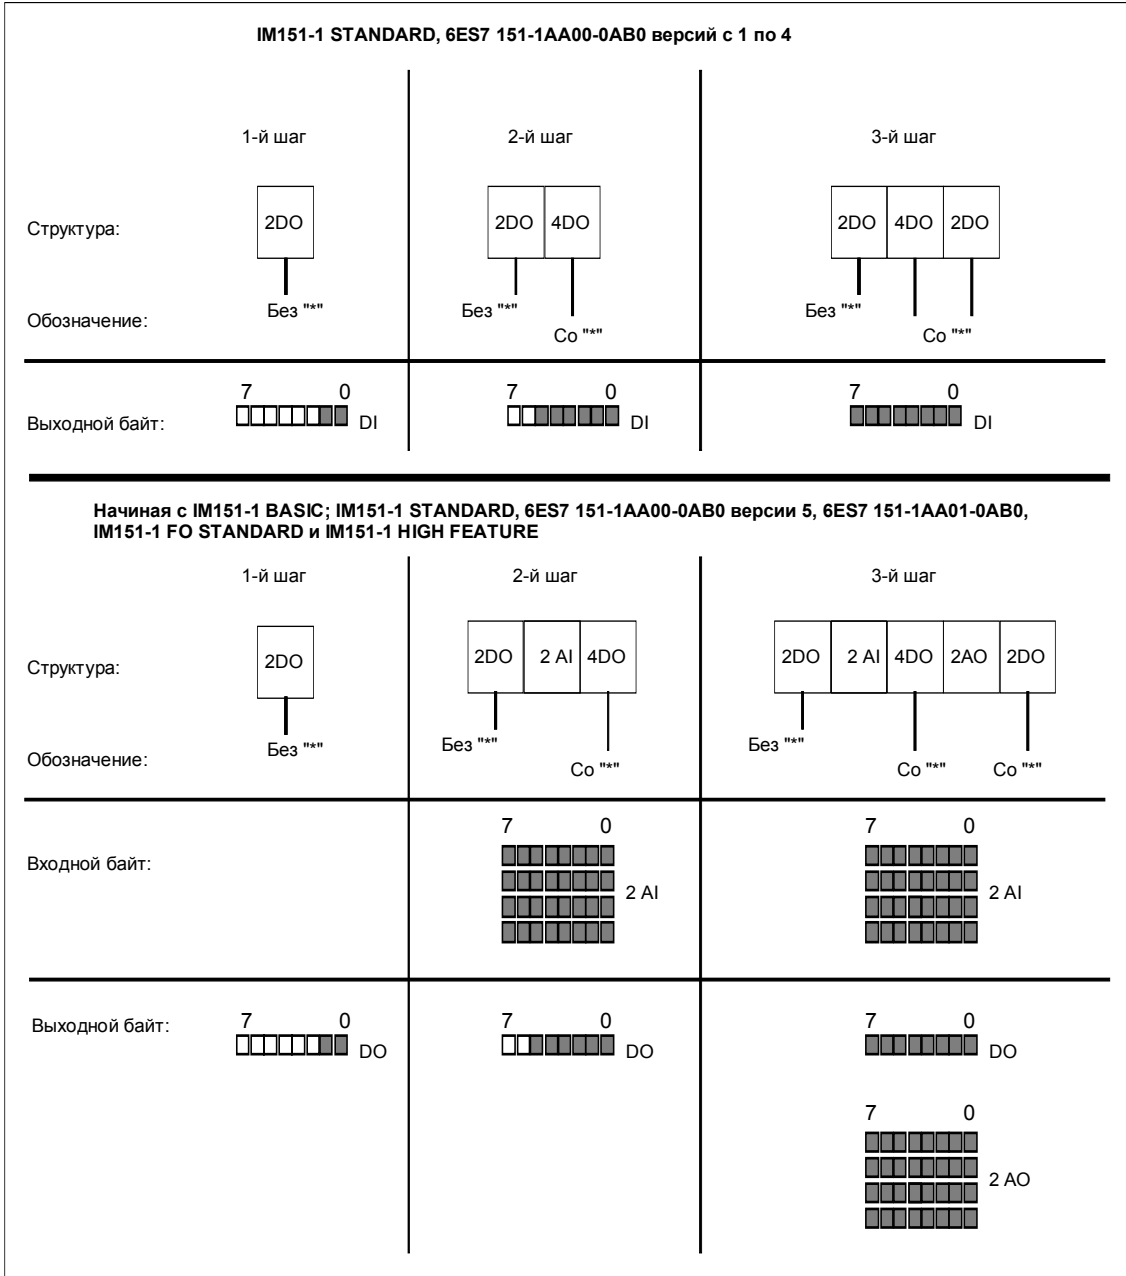 IM151-1 STANDARD, 6ES7 151-1AA00-0AB0 версий с 1 по 4
1-й шаг 2-й шаг 3-й шаг
Структура: 2DO 2DO 4DO 2DO 4DO 2DO
Обозначение: Без "*" Без "*" Без "*"
Со "*" Со "*"
7 0 7 0 7 0
Выходной байт: DI DI DI
Начиная с IM151-1 BASIC; IM151-1 STANDARD, 6ES7 151-1AA00-0AB0 версии 5, 6ES7 151-1AA01-0AB0,
IM151-1 FO STANDARD и IM151-1 HIGH FEATURE
1-й шаг 2-й шаг 3-й шаг
Структура: 2DO 2DO 2 AI 4DO 2DO 2 AI 4DO 2AO 2DO
Обозначение: Без "*" Без "*" Без "*"
Со "*" Со "*" Со "*"
7 0 7 0
Входной байт: 2 AI 2 AI
7 0 7 0 7 0
Выходной байт: DO DO DO
7 0
2 AO